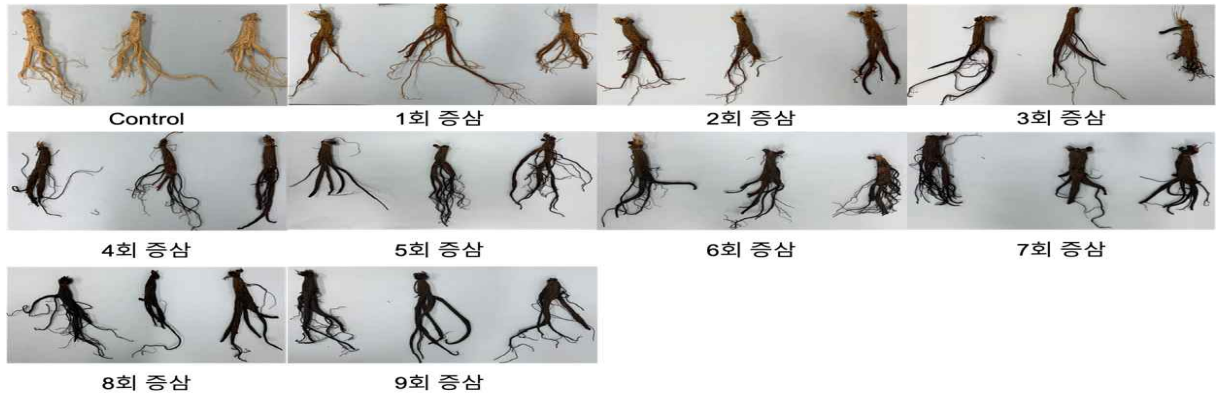 Control
1회 증삼
2회 증삼
3회 증삼
4회 증삼
5회 증삼
6회 증삼
7회 증삼
8회 증삼
9회 증삼